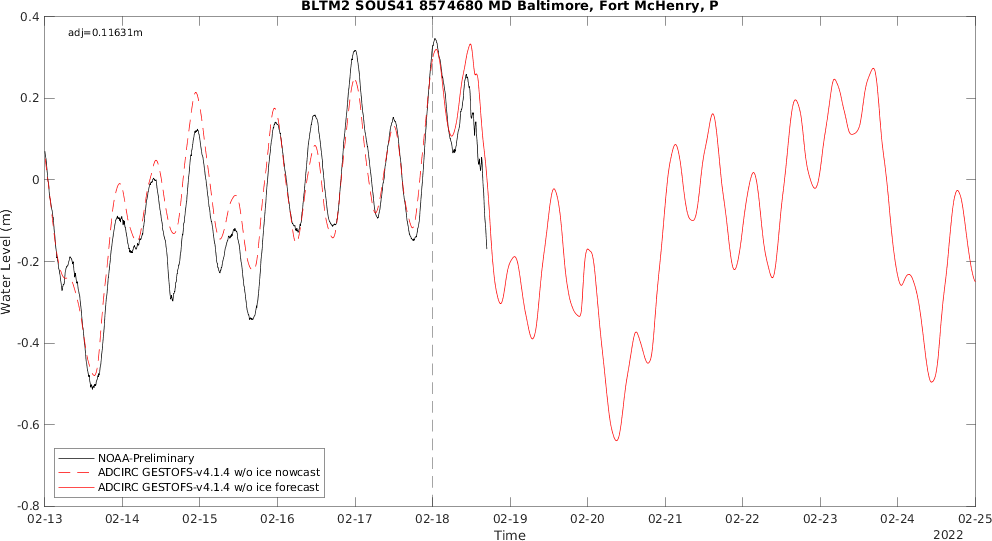 BLTM2 SOUS41 8574680 MD Baltimore, Fort McHenry, P
adj=0.11631m
0.4
0.2
0
-0.2
-0.4
-0.6
-0.8
Water Level (m)
NOAA-Preliminary
ADCIRC GESTOFS-v4.1.4 w/o ice nowcast
ADCIRC GESTOFS-v4.1.4 w/o ice forecast
02-13 02-14 02-15 02-16 02-17 02-18 02-19 02-20 02-21 02-22 02-23 02-24 02-25
Time
2022